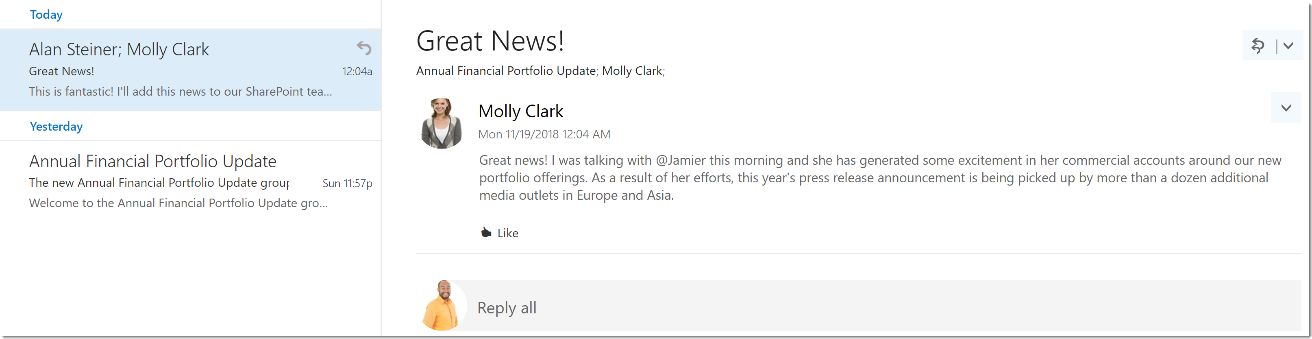 Today
Alan Steiner; Molly Clark
Great News! 12:04a
This is fantastic! I'll add this news to our SharePoint tea...
Yesterday
Annual Financial Portfolio Update
The new Annual Financial Portfolio Update group Sun 11:57p
Welcome to the Annual Financial Portfolio Update gro...
Great News!
Annual Financial Portfolio Update; Molly Clark;
Molly Clark
Mon 11/19/2018 12:04 AM
Great news! I was talking with @Jamier this morning and she has generated some excitement in her commercial accounts around our new
portfolio offerings. As a result of her efforts, this year's press release announcement is being picked up by more than a dozen additional
media outlets in Europe and Asia.
Like
Reply all